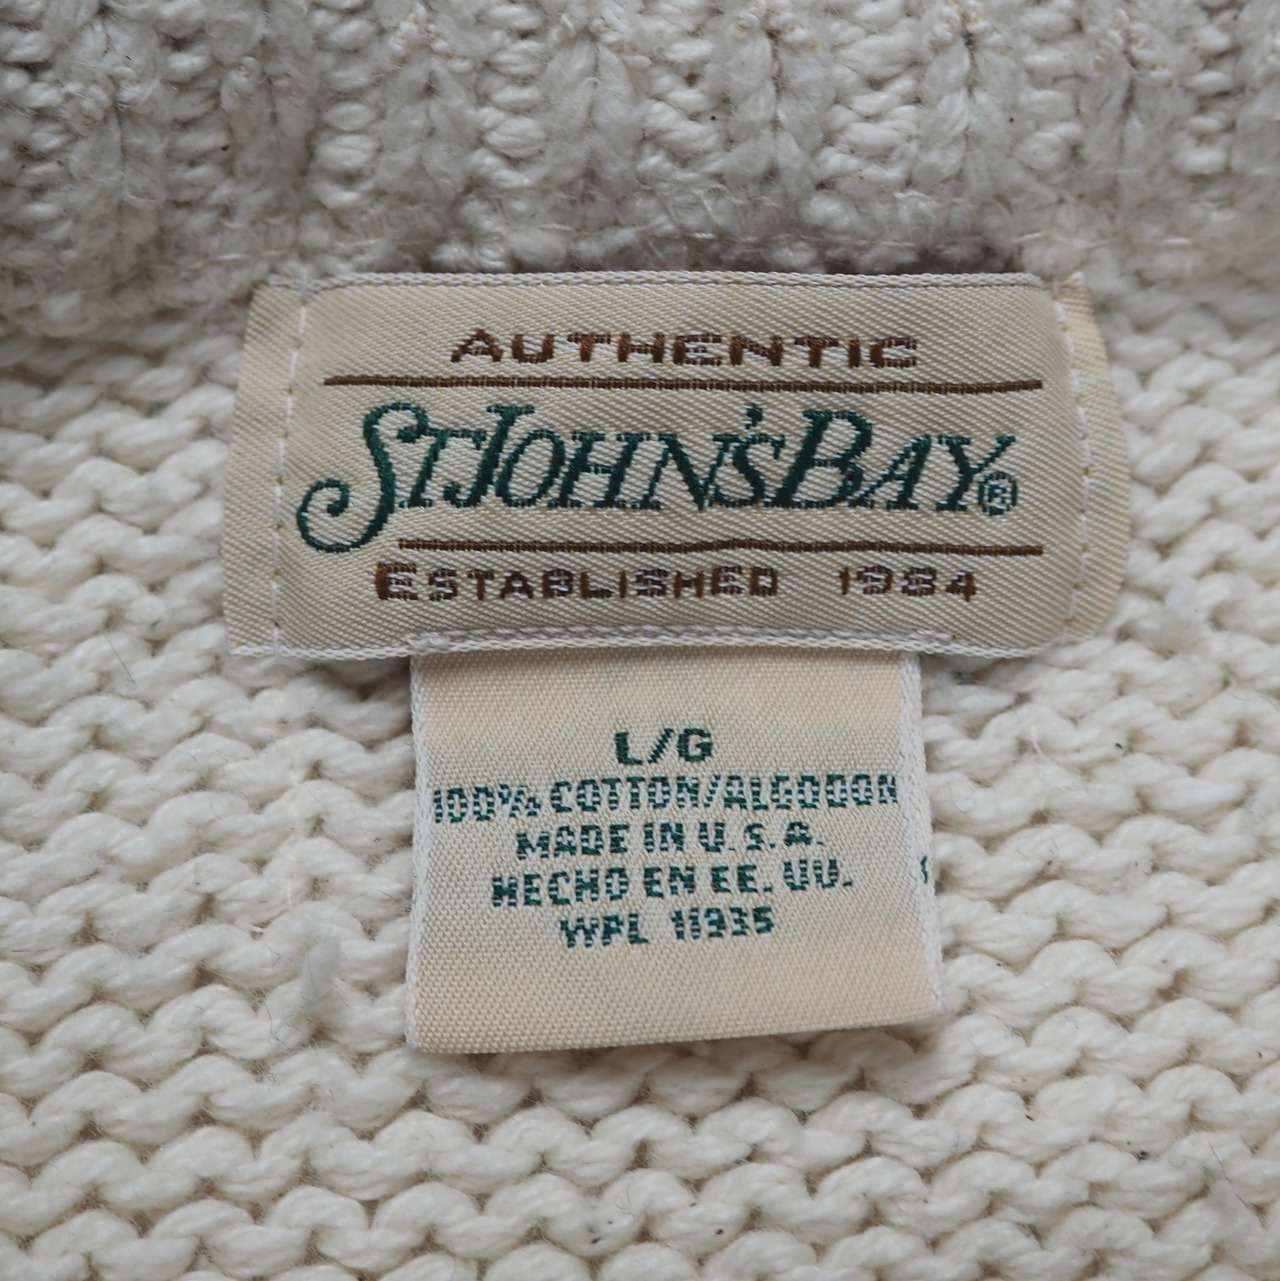 AUTHENTIC
ST JOHN'S BAY®
ESTABLISHED 1984
L/G
100% COTTON/ALGODON
MADE IN U.S.A.
HECHO EN EE.UU.
WPL 11935